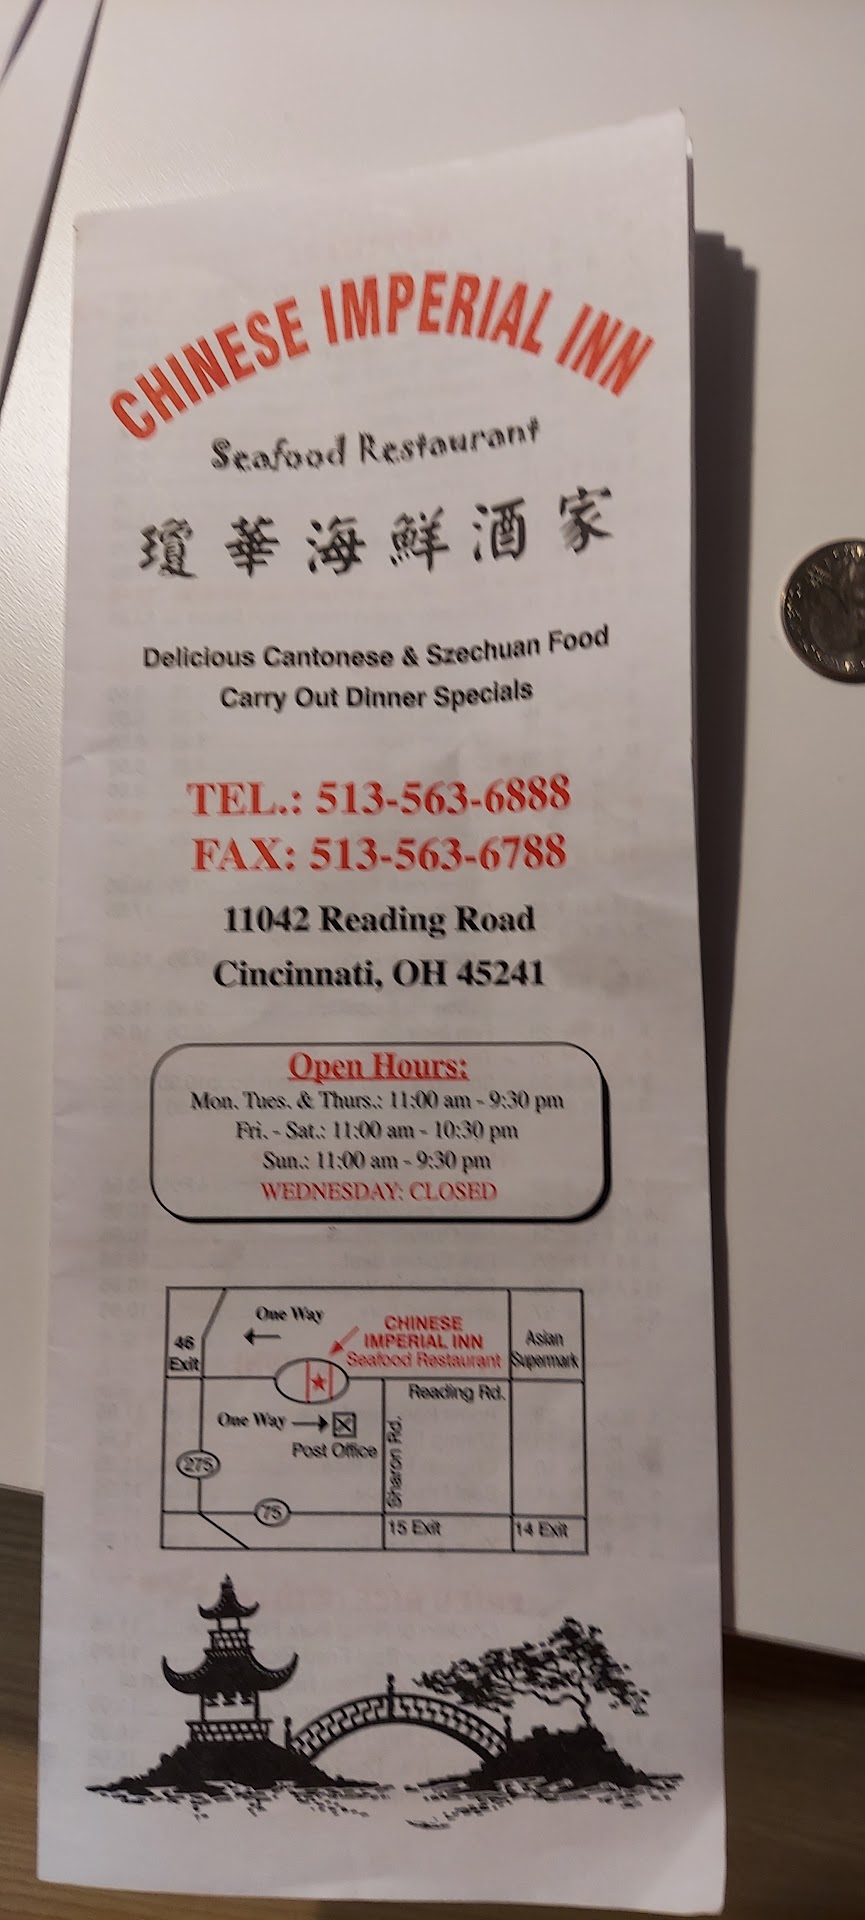 CHINESE IMPERIAL INN
Seafood Restaurant
瓊華海鮮酒家
Delicious Cantonese & Szechuan Food
Carry Out Dinner Specials
TEL.: 513-563-6888
FAX: 513-563-6788
11042 Reading Road
Cincinnati, OH 45241
Open Hours:
Mon. Tues. & Thurs.: 11:00 am - 9:30 pm
Fri. - Sat.: 11:00 am - 10:30 pm
Sun.: 11:00 am - 9:30 pm
WEDNESDAY: CLOSED
One Way
CHINESE
IMPERIAL INN
Seafood Restaurant
46
Exit
Asian
Supermark
Reading Rd.
One Way
Post Office
Sharon Rd.
275
75
15 Exit
14 Exit